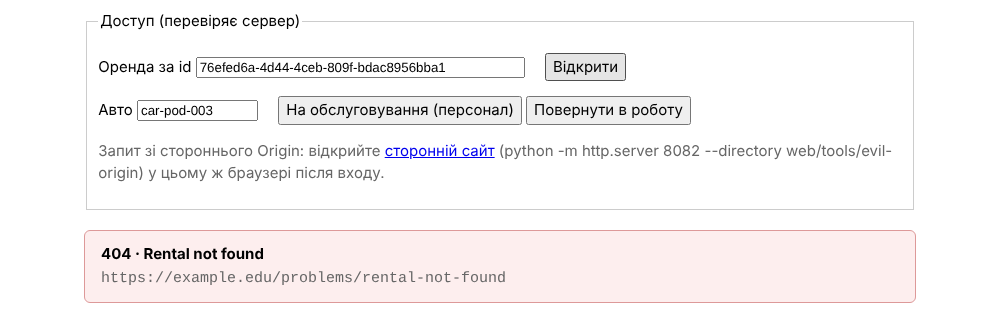 Доступ (перевіряє сервер)
Оренда за id 76efed6a-4d44-4ceb-809f-bdac8956bba1 Відкрити
Авто car-pod-003 На обслуговування (персонал) Повернути в роботу
Запит зі стороннього Origin: відкрийте сторонній сайт (python -m http.server 8082 --directory web/tools/evil-
origin) у цьому ж браузері після входу.
404 · Rental not found
https://example.edu/problems/rental-not-found